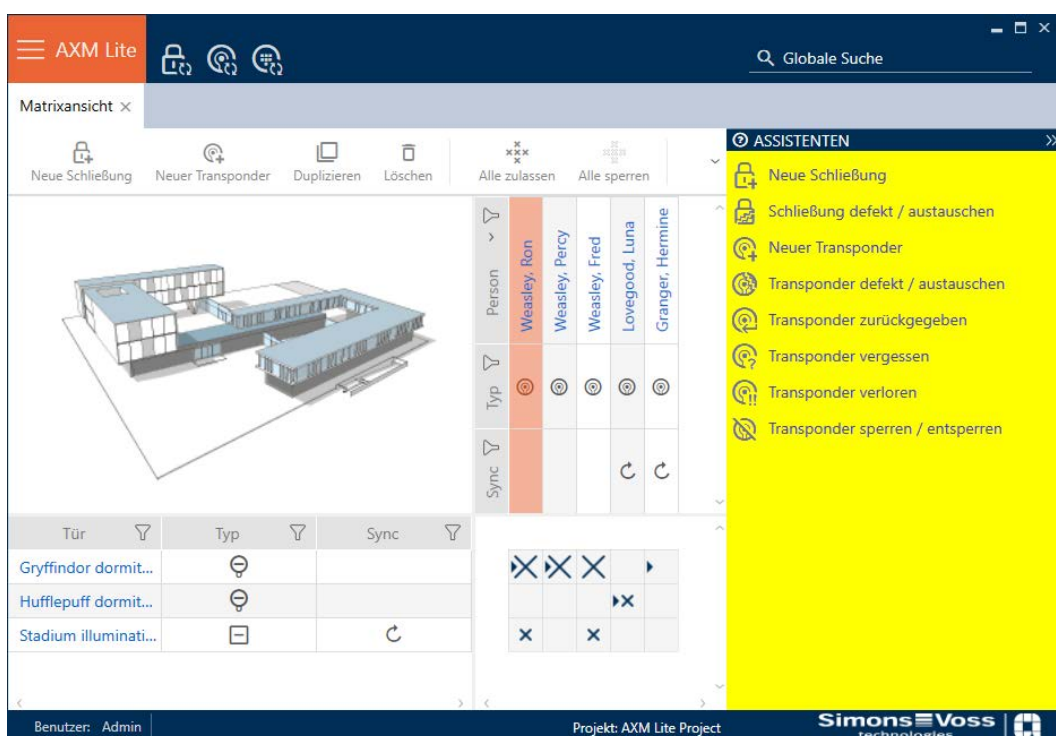 AXM Lite
Globale Suche
Matrixansicht
Neue Schließung
Neuer Transponder
Duplizieren
Löschen
Alle zulassen
Alle sperren
ASSISTENTEN
Neue Schließung
Schließung defekt / austauschen
Neuer Transponder
Transponder defekt / austauschen
Transponder zurückgegeben
Transponder vergessen
Transponder verloren
Transponder sperren / entsperren
Person
Weasley, Ron
Weasley, Percy
Weasley, Fred
Lovegood, Luna
Granger, Hermine
Typ
Sync
Tür
Typ
Sync
Gryffindor dormit...
Hufflepuff dormit...
Stadium illuminati...
Benutzer: Admin
Projekt: AXM Lite Project
Simons Voss
technologies